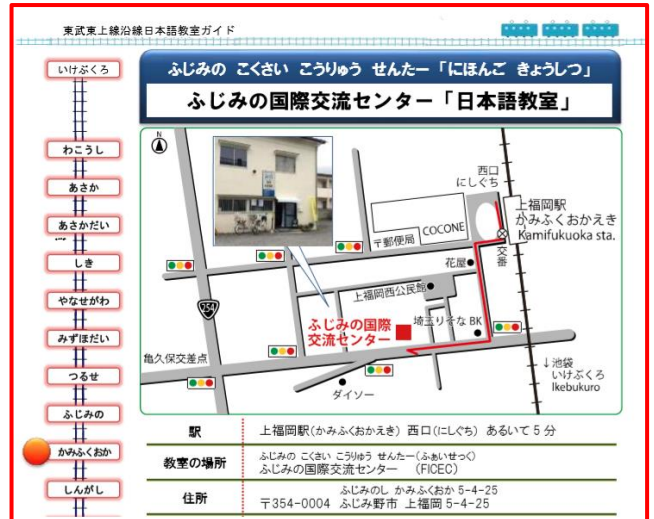 東武東上線沿線日本語教室ガイド
いけぶくろ
わこうし
あさか
あさかだい
しき
やなせがわ
みずほだい
つるせ
ふじみの
かみふくおか
しんがし
ふじみの こくさい こうりゅう せんたー「にほんご きょうしつ」
ふじみの国際交流センター「日本語教室」
N
西口
にしぐち
上福岡駅
かみふくおかえき
Kamifukuoka sta.
〒郵便局
COCONE
交番
花屋
上福岡西公民館
埼玉りそな BK
ふじみの国際
交流センター
254
亀久保交差点
ダイソー
↓池袋
いけぶくろ
Ikebukuro
駅
上福岡駅(かみふくおかえき) 西口(にしぐち) あるいて 5 分
教室の場所
ふじみの こくさい こうりゅう せんたー(ふぁいせっく)
ふじみの国際交流センター (FICEC)
住所
ふじみのし かみふくおか 5-4-25
〒354-0004 ふじみ野市 上福岡 5-4-25